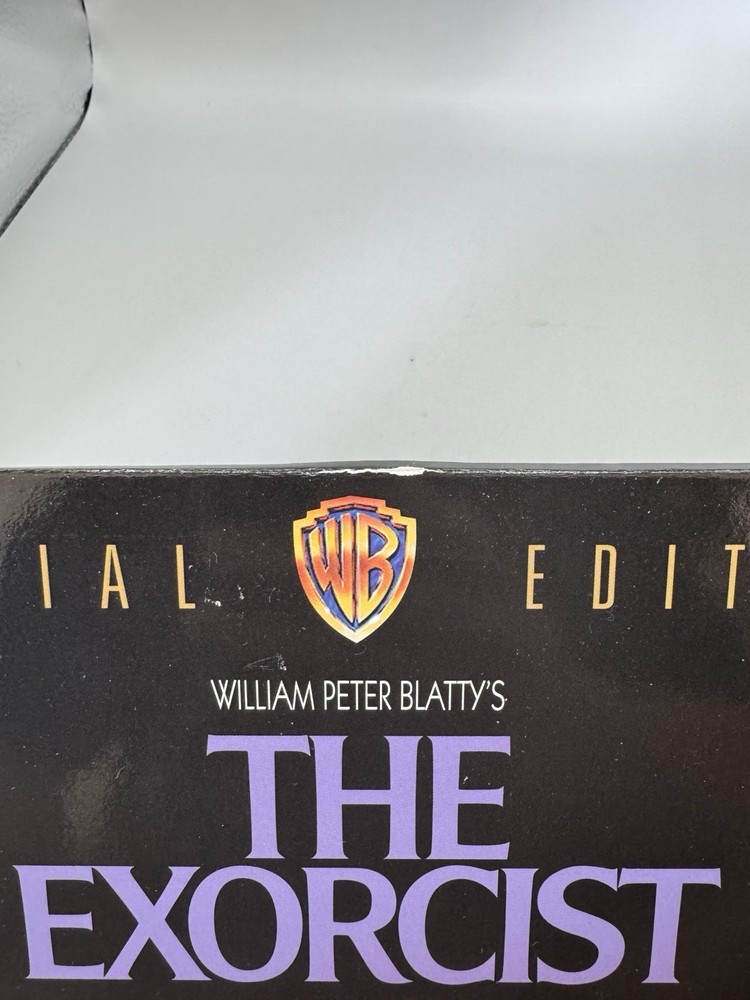 IAL WB EDIT
WILLIAM PETER BLATTY'S
THE
EXORCIST